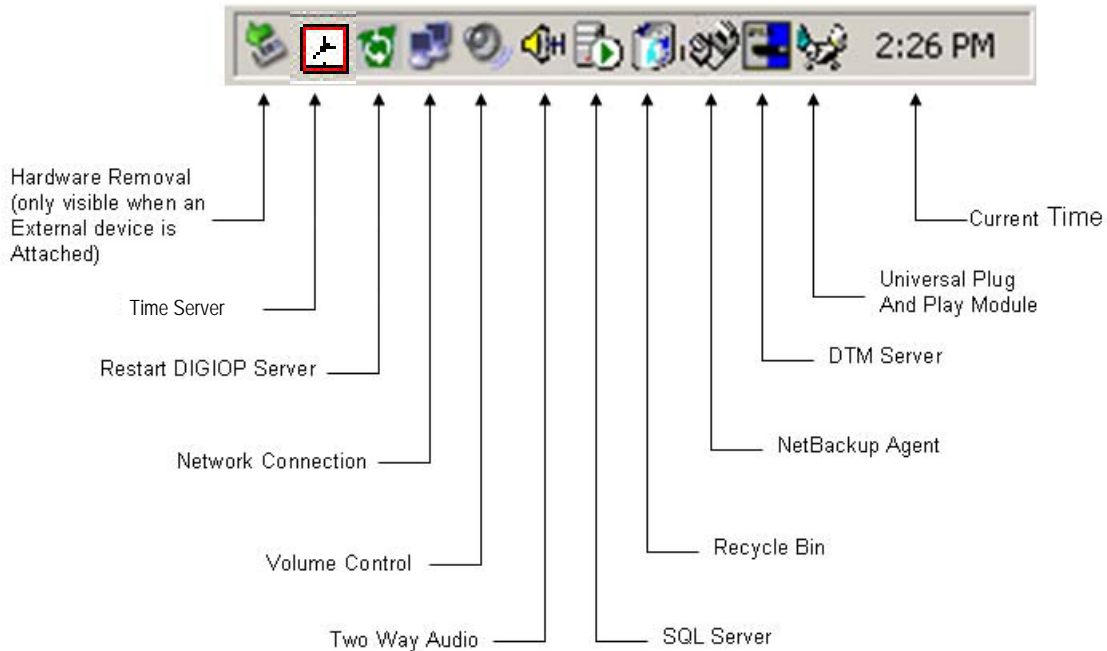 2:26 PM
Hardware Removal
(only visible when an
External device is
Attached)
Current Time
Universal Plug
And Play Module
Time Server
DTM Server
Restart DIGIOP Server
NetBackup Agent
Network Connection
Recycle Bin
Volume Control
SQL Server
Two Way Audio